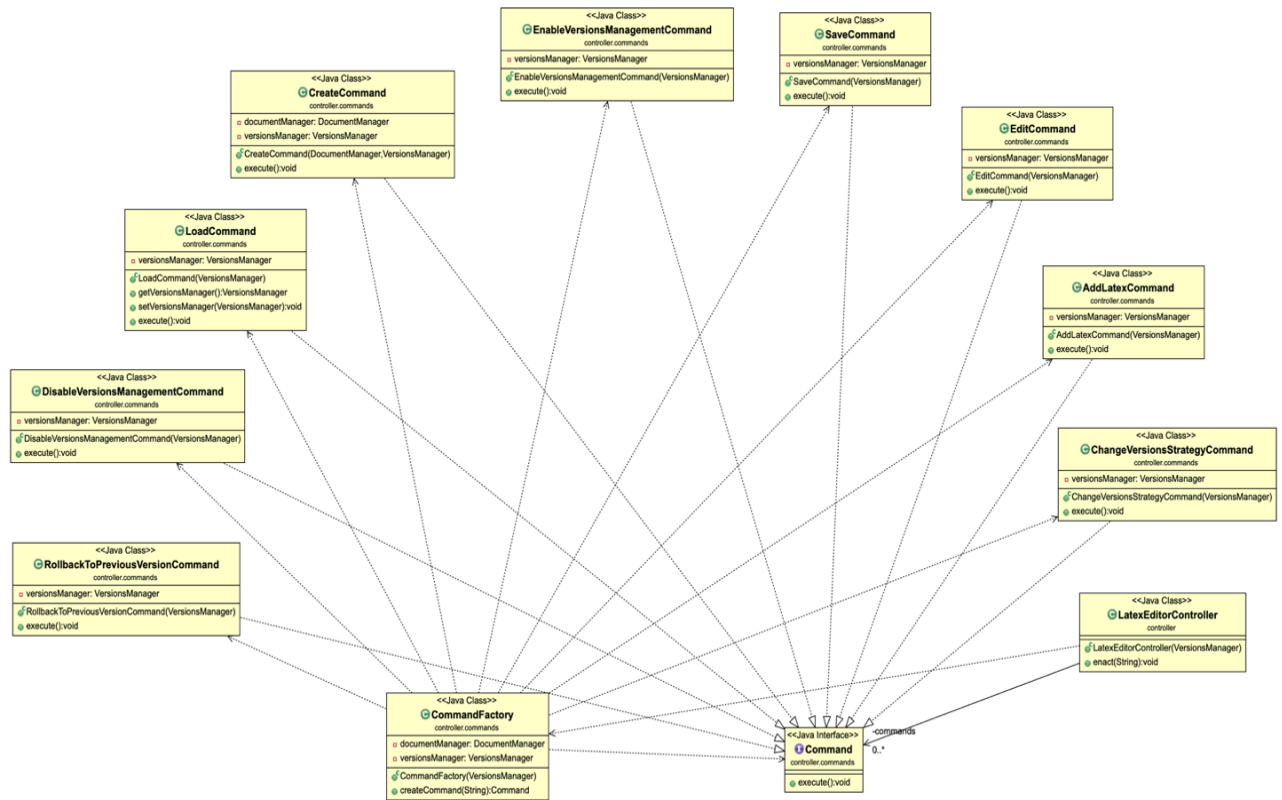 <<Java Class>>
EnableVersionsManagementCommand
controller.commands
versionsManager: VersionsManager
EnableVersionsManagementCommand(VersionsManager)
execute():void
<<Java Class>>
SaveCommand
controller.commands
versionsManager: VersionsManager
SaveCommand(VersionsManager)
execute():void
<<Java Class>>
CreateCommand
controller.commands
documentManager: DocumentManager
versionsManager: VersionsManager
CreateCommand(DocumentManager,VersionsManager)
execute():void
<<Java Class>>
EditCommand
controller.commands
versionsManager: VersionsManager
EditCommand(VersionsManager)
execute():void
<<Java Class>>
LoadCommand
controller.commands
versionsManager: VersionsManager
LoadCommand(VersionsManager)
getVersionsManager():VersionsManager
setVersionsManager(VersionsManager):void
execute():void
<<Java Class>>
AddLatexCommand
controller.commands
versionsManager: VersionsManager
AddLatexCommand(VersionsManager)
execute():void
<<Java Class>>
DisableVersionsManagementCommand
controller.commands
versionsManager: VersionsManager
DisableVersionsManagementCommand(VersionsManager)
execute():void
<<Java Class>>
ChangeVersionsStrategyCommand
controller.commands
versionsManager: VersionsManager
ChangeVersionsStrategyCommand(VersionsManager)
execute():void
<<Java Class>>
RollbackToPreviousVersionCommand
controller.commands
versionsManager: VersionsManager
RollbackToPreviousVersionCommand(VersionsManager)
execute():void
<<Java Class>>
LatexEditorController
controller
LatexEditorController(VersionsManager)
enact(String):void
<<Java Class>>
CommandFactory
controller.commands
documentManager: DocumentManager
versionsManager: VersionsManager
CommandFactory(VersionsManager)
createCommand(String):Command
-commands
0..*
<<Java Interface>>
Command
controller.commands
execute():void